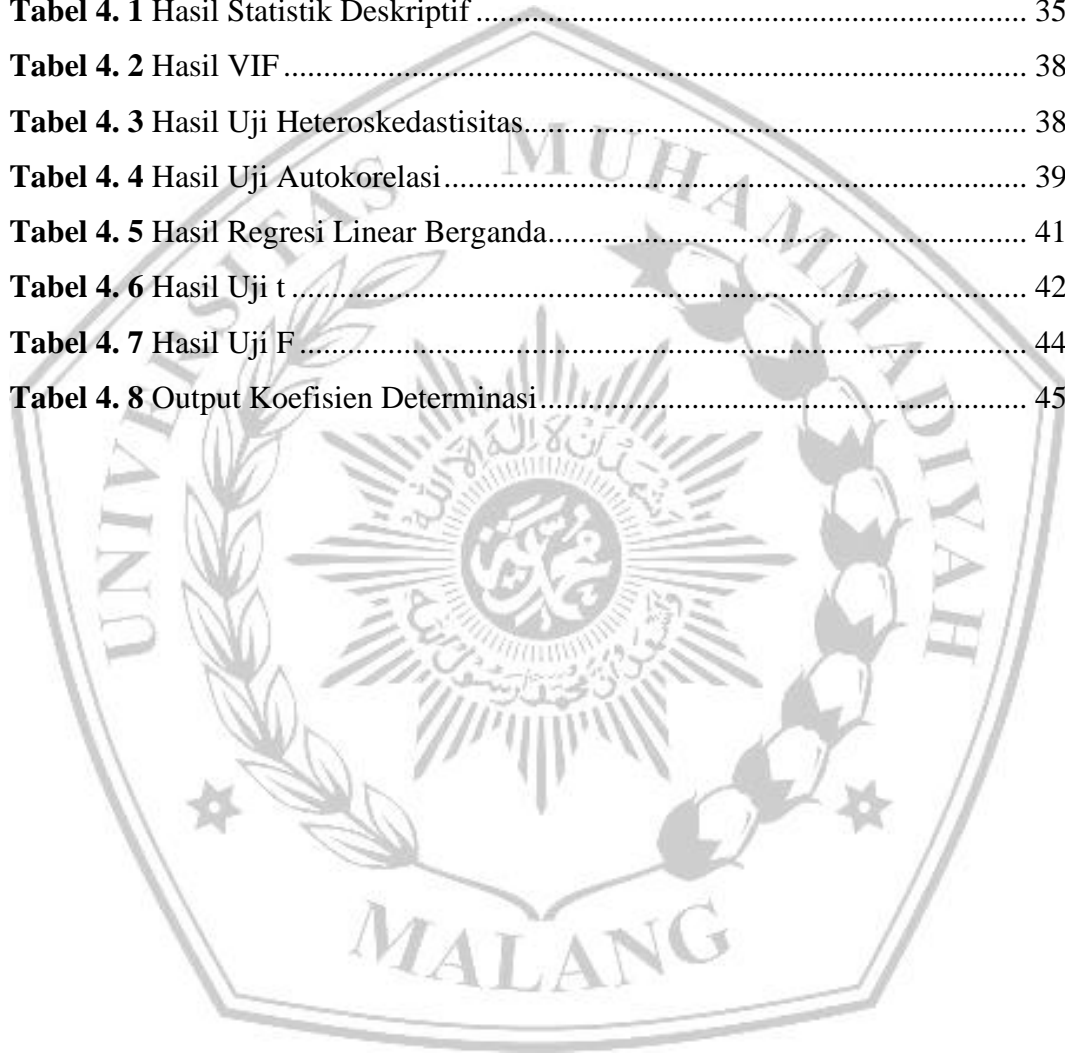 Tabel 4. 1 Hasil Statistik Deskriptif ........................................................................ 35
Tabel 4. 2 Hasil VIF ................................................................................................ 38
Tabel 4. 3 Hasil Uji Heteroskedastisitas ................................................................. 38
Tabel 4. 4 Hasil Uji Autokorelasi ............................................................................ 39
Tabel 4. 5 Hasil Regresi Linear Berganda .............................................................. 41
Tabel 4. 6 Hasil Uji t ............................................................................................... 42
Tabel 4. 7 Hasil Uji F .............................................................................................. 44
Tabel 4. 8 Output Koefisien Determinasi ............................................................... 45
UNIVERSITAS MUHAMMADIYAH
MALANG